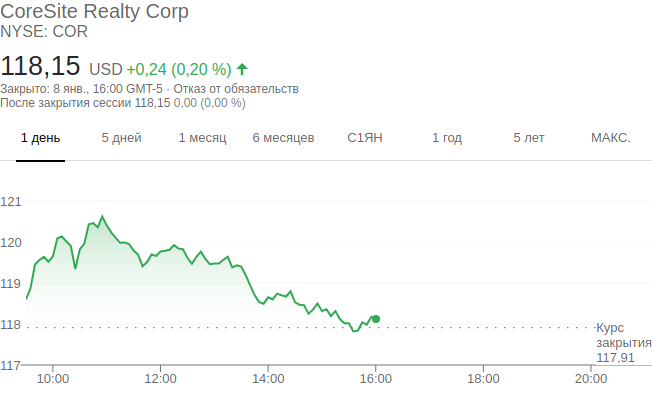 CoreSite Realty Corp
NYSE: COR
118,15 USD +0,24 (0,20 %)
Закрыто: 8 янв., 16:00 GMT-5 · Отказ от обязательств
После закрытия сессии 118,15 0,00 (0,00 %)
1 день 5 дней 1 месяц 6 месяцев С1ЯН 1 год 5 лет МАКС.
121
120
119
118
Курс
закрытия
117,91
117
10:00 12:00 14:00 16:00 18:00 20:00